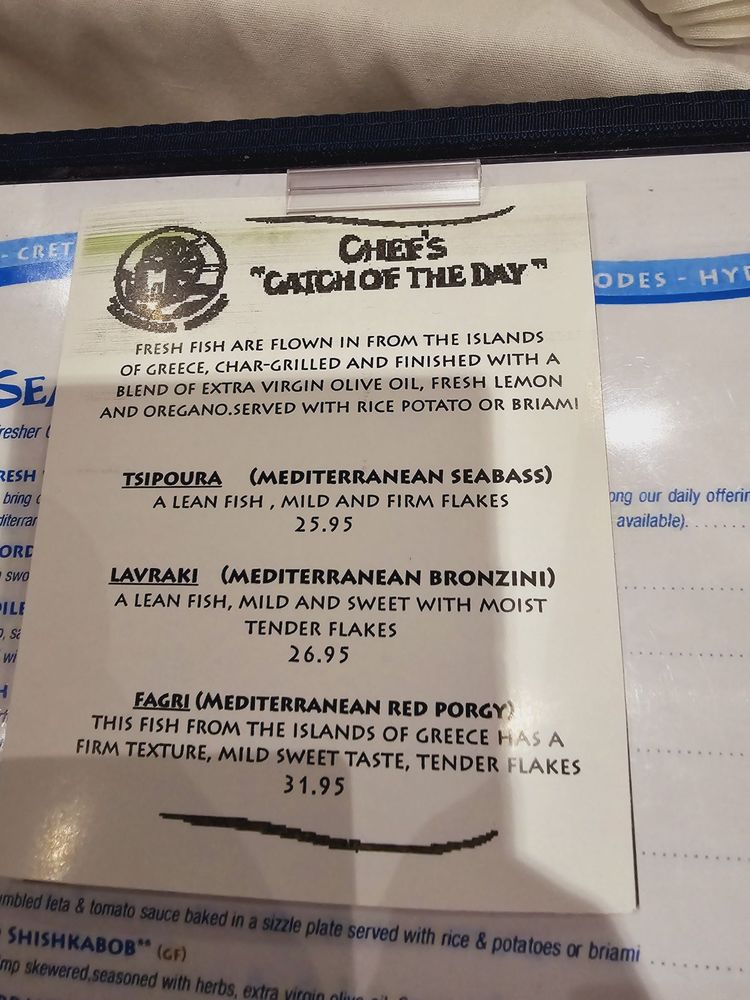 - CRET
ODES - HYD
CHEF'S
"CATCH OF THE DAY"
FRESH FISH ARE FLOWN IN FROM THE ISLANDS
OF GREECE, CHAR-GRILLED AND FINISHED WITH A
BLEND OF EXTRA VIRGIN OLIVE OIL, FRESH LEMON
AND OREGANO.SERVED WITH RICE POTATO OR BRIAMI
TSIPOURA (MEDITERRANEAN SEABASS)
A LEAN FISH , MILD AND FIRM FLAKES
25.95
LAVRAKI (MEDITERRANEAN BRONZINI)
A LEAN FISH, MILD AND SWEET WITH MOIST
TENDER FLAKES
26.95
FAGRI (MEDITERRANEAN RED PORGY)
THIS FISH FROM THE ISLANDS OF GREECE HAS A
FIRM TEXTURE, MILD SWEET TASTE, TENDER FLAKES
31.95
SEA
resher
RESH
bring
diterran
ORD
swo
PILE
wi
ong our daily offerin
available)
mbled feta & tomato sauce baked in a sizzle plate served with rice & potatoes or briami
SHISHKABOB** (GF)
mp skewered,seasoned with herbs, extra virgin olive oil.